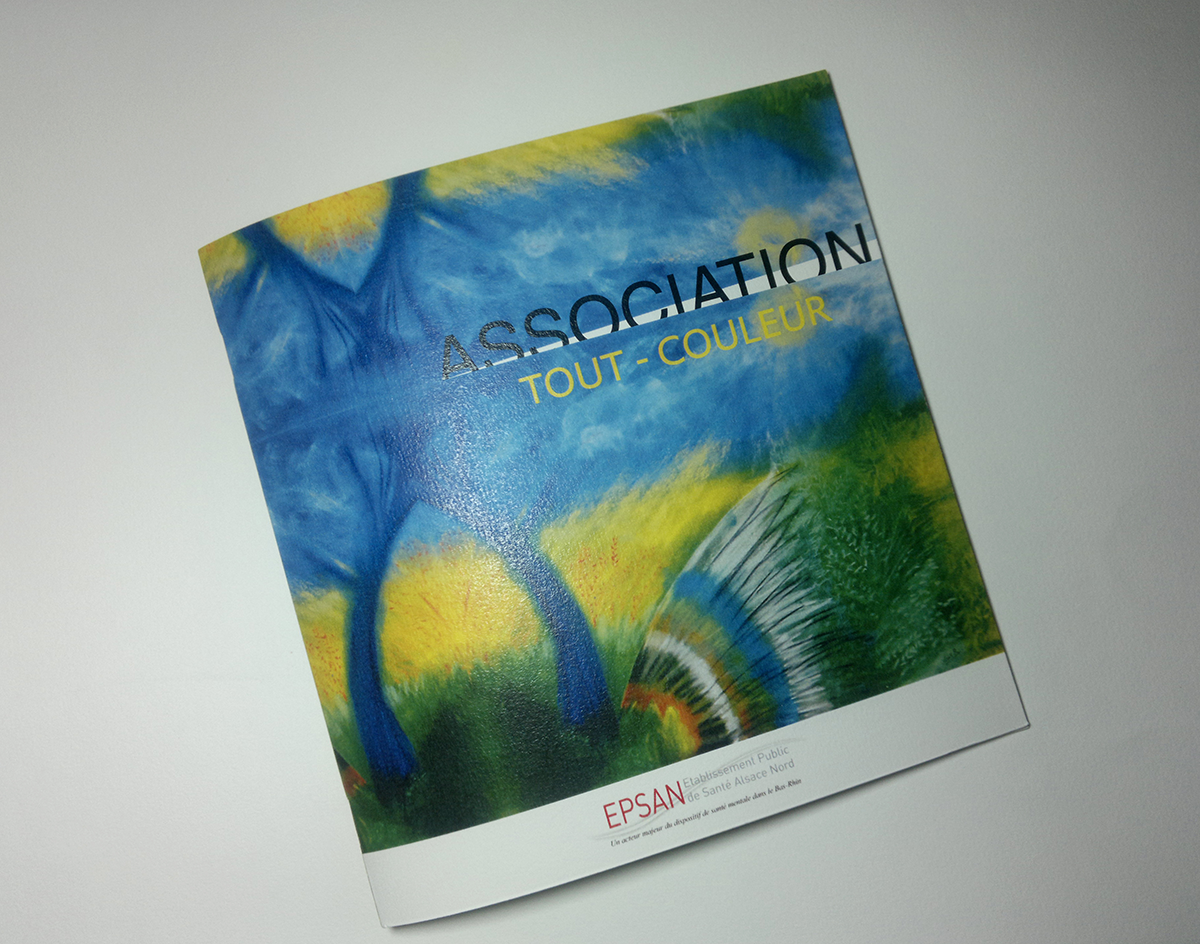 ASSOCIATION
TOUT - COULEUR
EPSAN Etablissement Public
de Santé Alsace Nord
Un acteur majeur du dispositif de santé mentale dans le Bas-Rhin